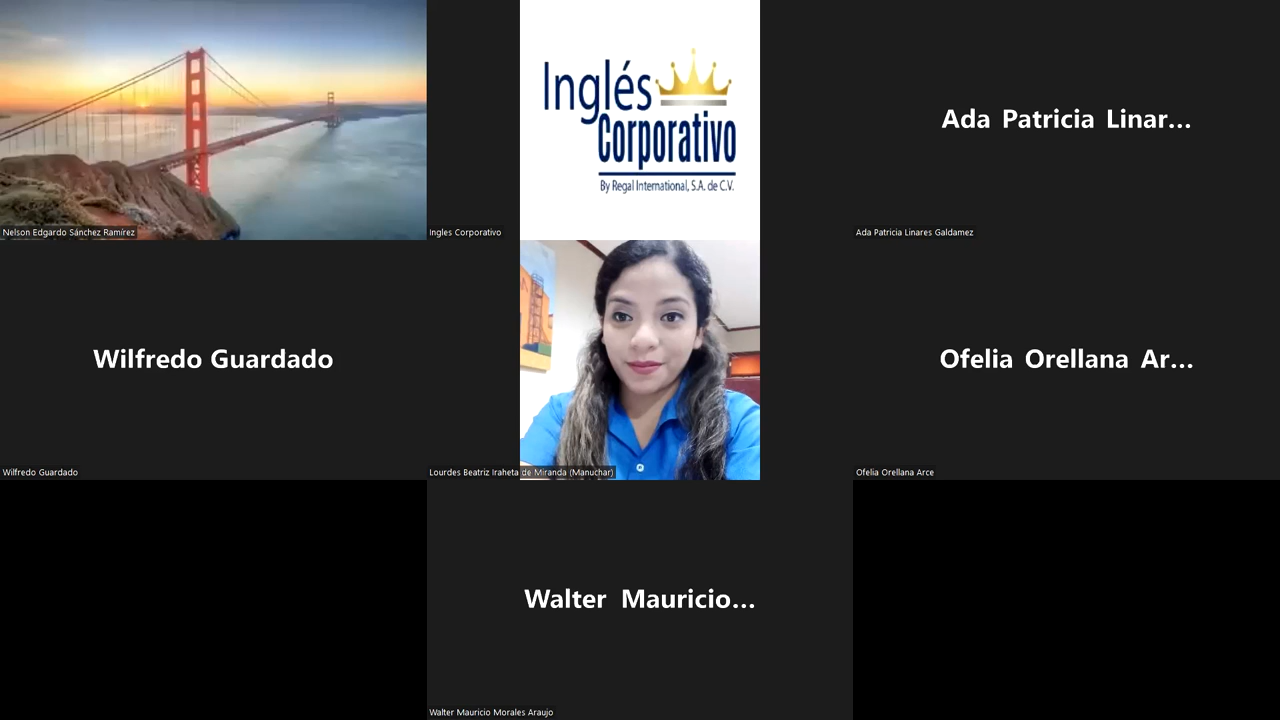 Nelson Edgardo Sánchez Ramírez
Inglés
Corporativo
By Regal International, S.A. de C.V.
Ingles Corporativo
Ada Patricia Linar...
Ada Patricia Linares Galdamez
Wilfredo Guardado
Wilfredo Guardado
Lourdes Beatriz Iraheta de Miranda (Manuchar)
Ofelia Orellana Ar...
Ofelia Orellana Arce
Walter Mauricio...
Walter Mauricio Morales Araujo